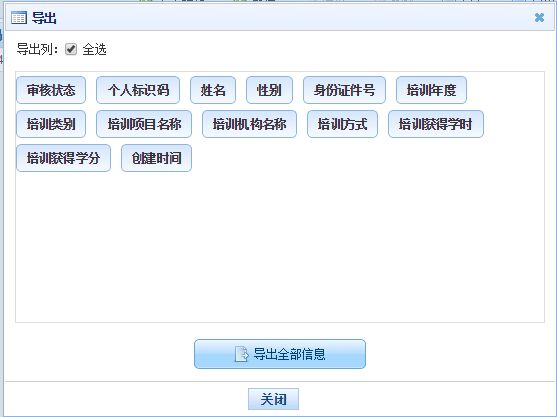 导出
导出列: 全选
审核状态 个人标识码 姓名 性别 身份证件号 培训年度
培训类别 培训项目名称 培训机构名称 培训方式 培训获得学时
培训获得学分 创建时间
导出全部信息
关闭